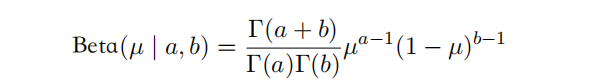 Beta(μ | a, b) = Γ(a + b) / Γ(a)Γ(b) μ^{a−1}(1 − μ)^{b−1}